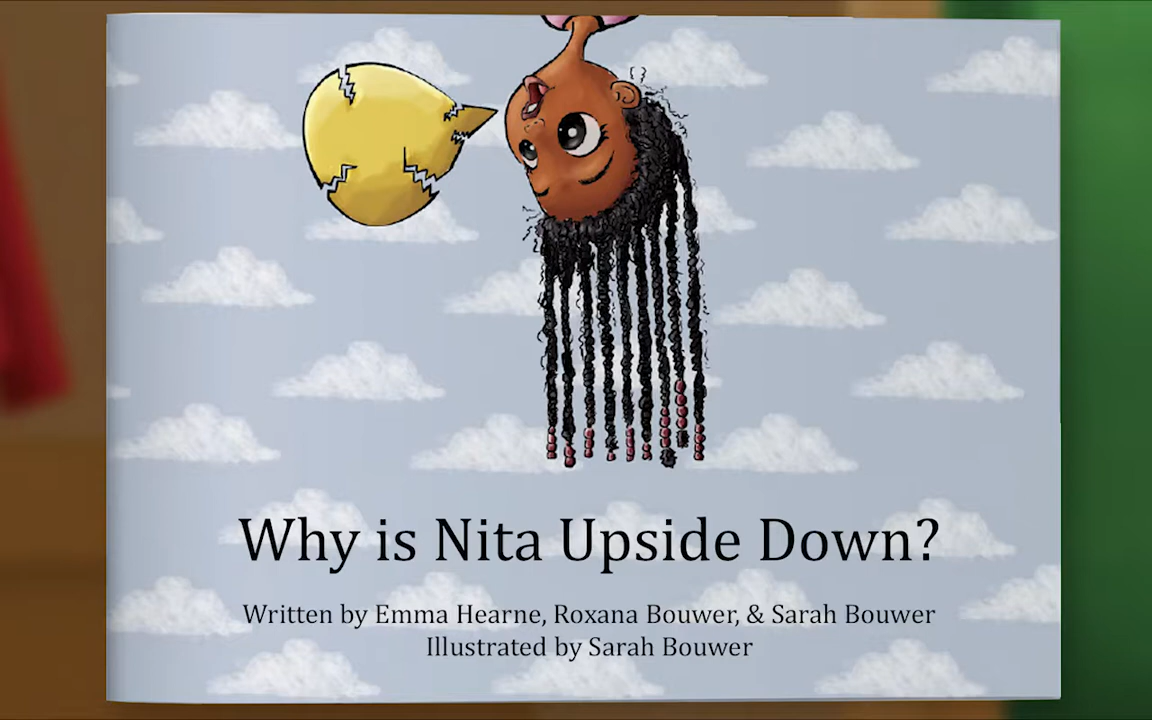 Why is Nita Upside Down?
Written by Emma Hearne, Roxana Bouwer, & Sarah Bouwer
Illustrated by Sarah Bouwer